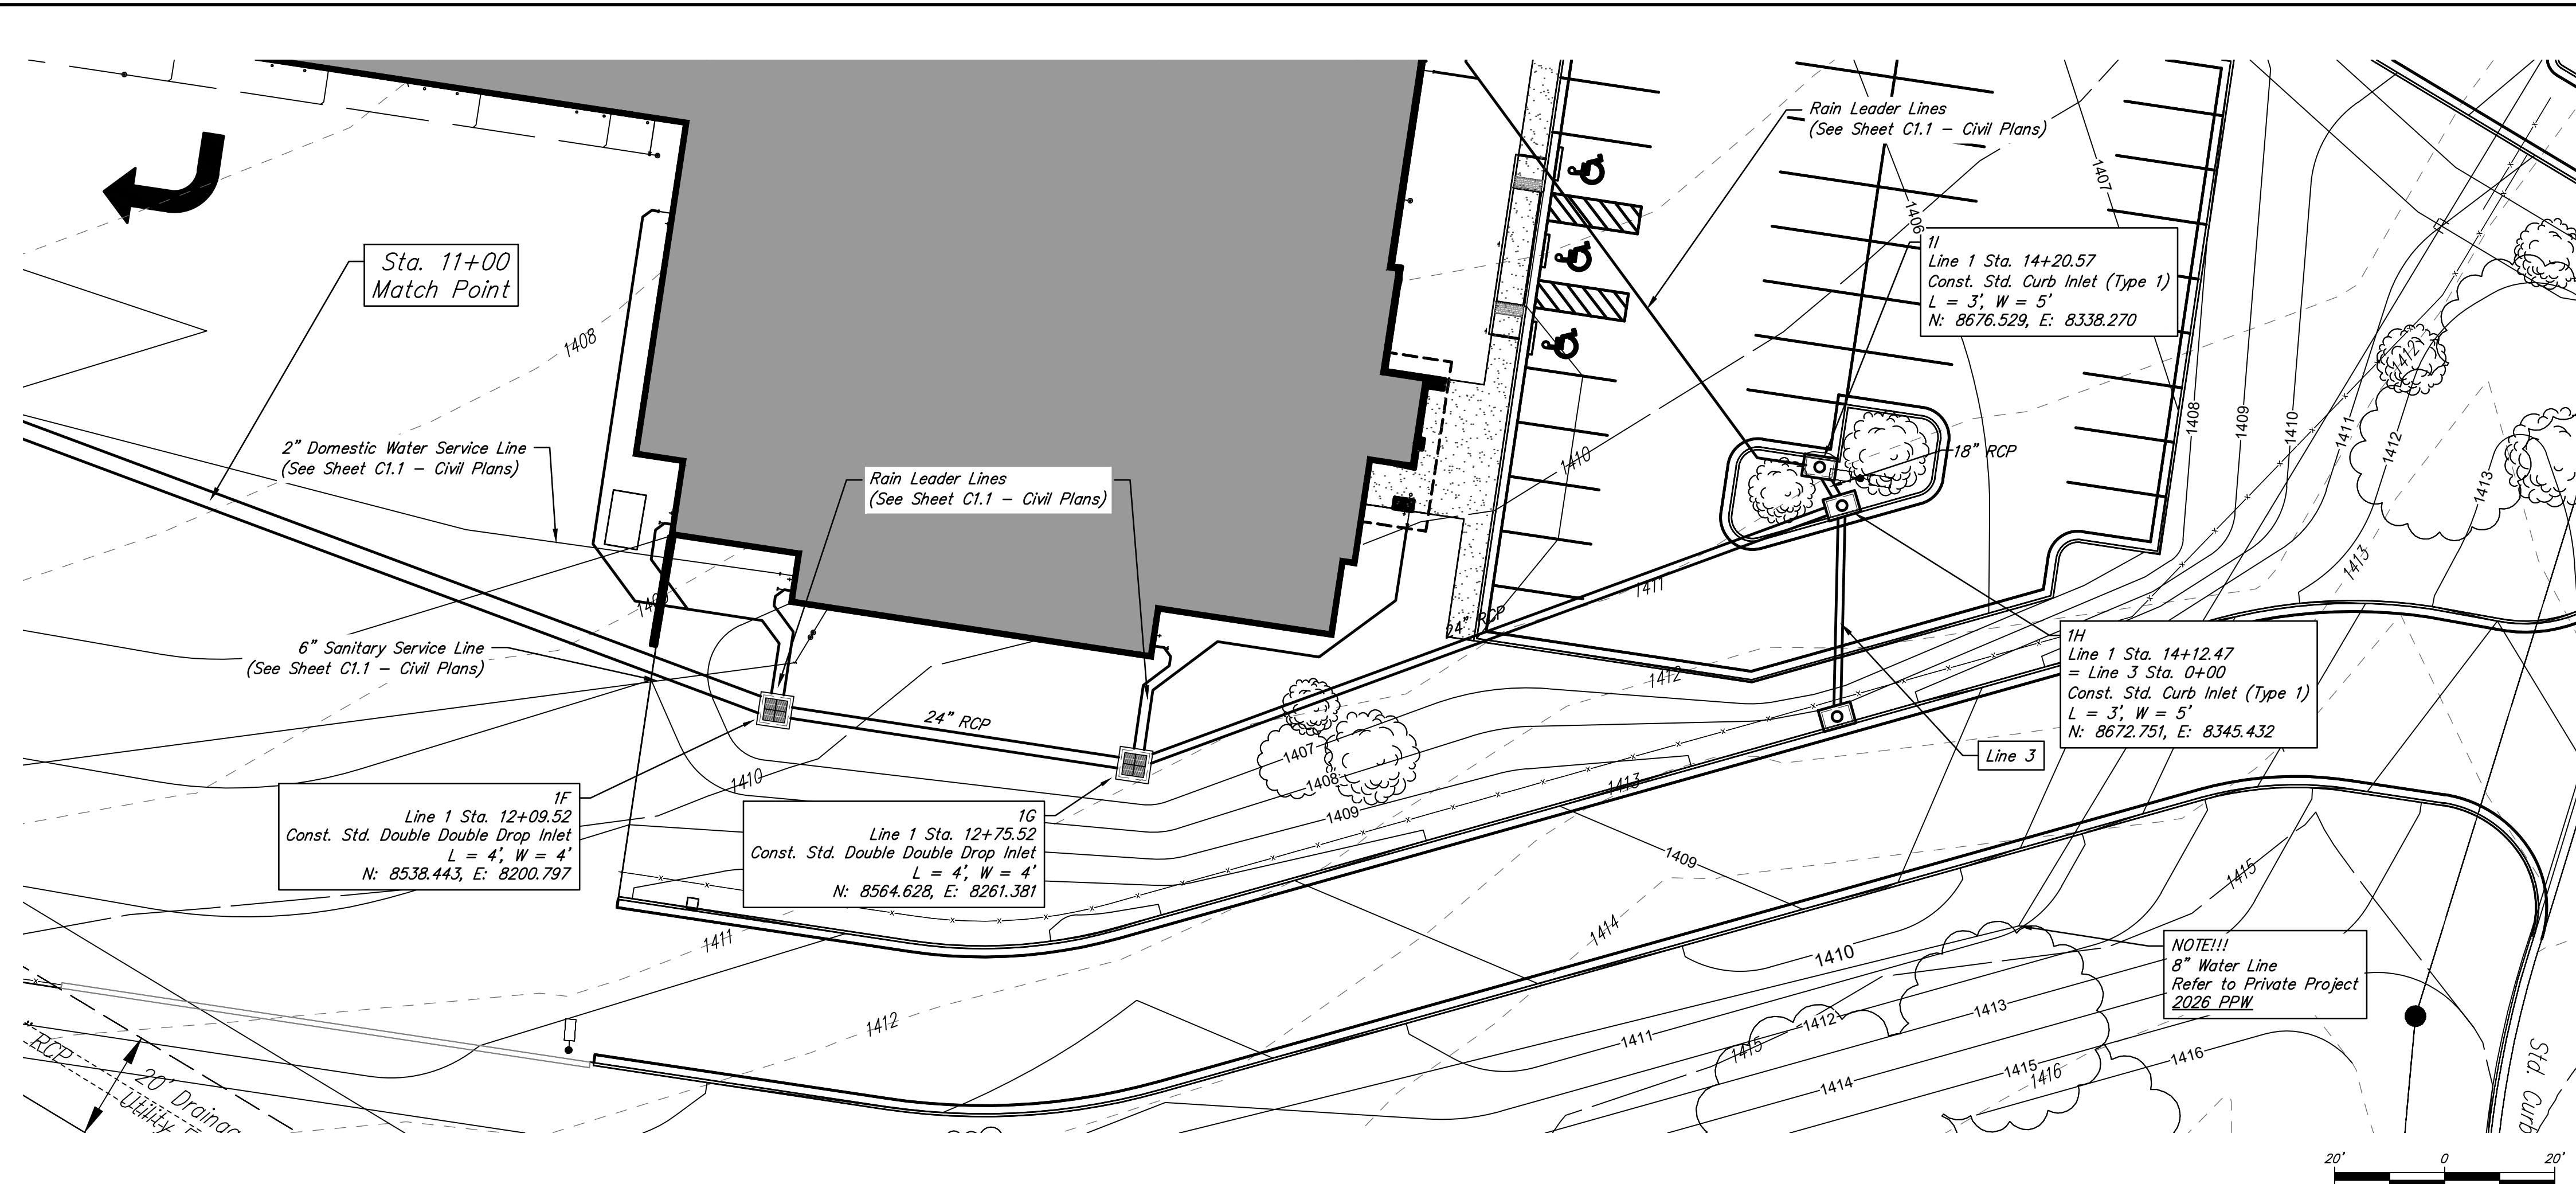 Rain Leader Lines
(See Sheet C1.1 – Civil Plans)
1407
1406
1I
Line 1 Sta. 14+20.57
Const. Std. Curb Inlet (Type 1)
L = 3', W = 5'
N: 8676.529, E: 8338.270
Sta. 11+00
Match Point
1408
1412
2" Domestic Water Service Line
(See Sheet C1.1 – Civil Plans)
1408
1409
1410
1411
1412
1413
Rain Leader Lines
(See Sheet C1.1 – Civil Plans)
1410
18" RCP
1413
1411
24" RCP
6" Sanitary Service Line
(See Sheet C1.1 – Civil Plans)
1412
1H
Line 1 Sta. 14+12.47
= Line 3 Sta. 0+00
Const. Std. Curb Inlet (Type 1)
L = 3', W = 5'
N: 8672.751, E: 8345.432
24" RCP
1407
1408
1409
1413
Line 3
1410
1F
Line 1 Sta. 12+09.52
Const. Std. Double Double Drop Inlet
L = 4', W = 4'
N: 8538.443, E: 8200.797
1G
Line 1 Sta. 12+75.52
Const. Std. Double Double Drop Inlet
L = 4', W = 4'
N: 8564.628, E: 8261.381
1409
1415
1411
1414
1410
NOTE!!!
8" Water Line
Refer to Private Project
2026 PPW
1412
1411
1412
1413
1415
1414
1415
1416
1416
" RCP
20' Drainag
Utility
Std. Curb
20' 0 20'